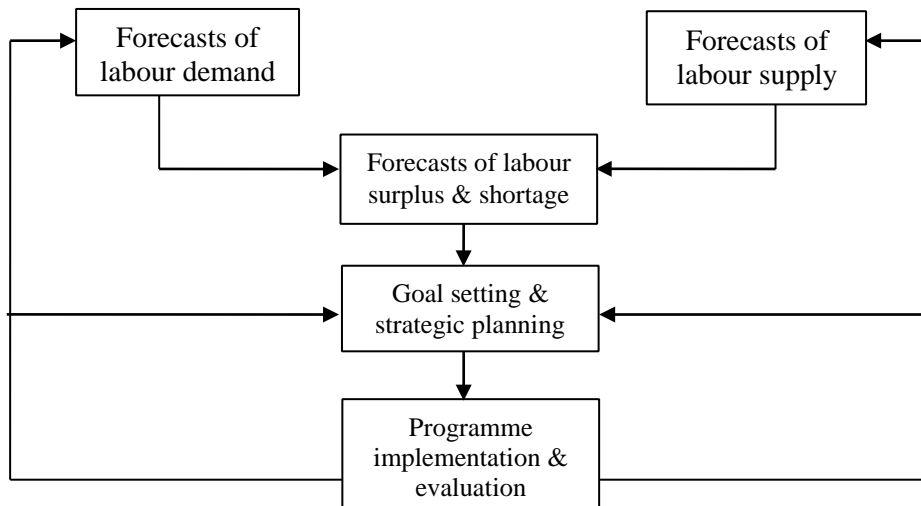 Forecasts of
labour demand
Forecasts of
labour supply
Forecasts of labour
surplus & shortage
Goal setting &
strategic planning
Programme
implementation &
evaluation